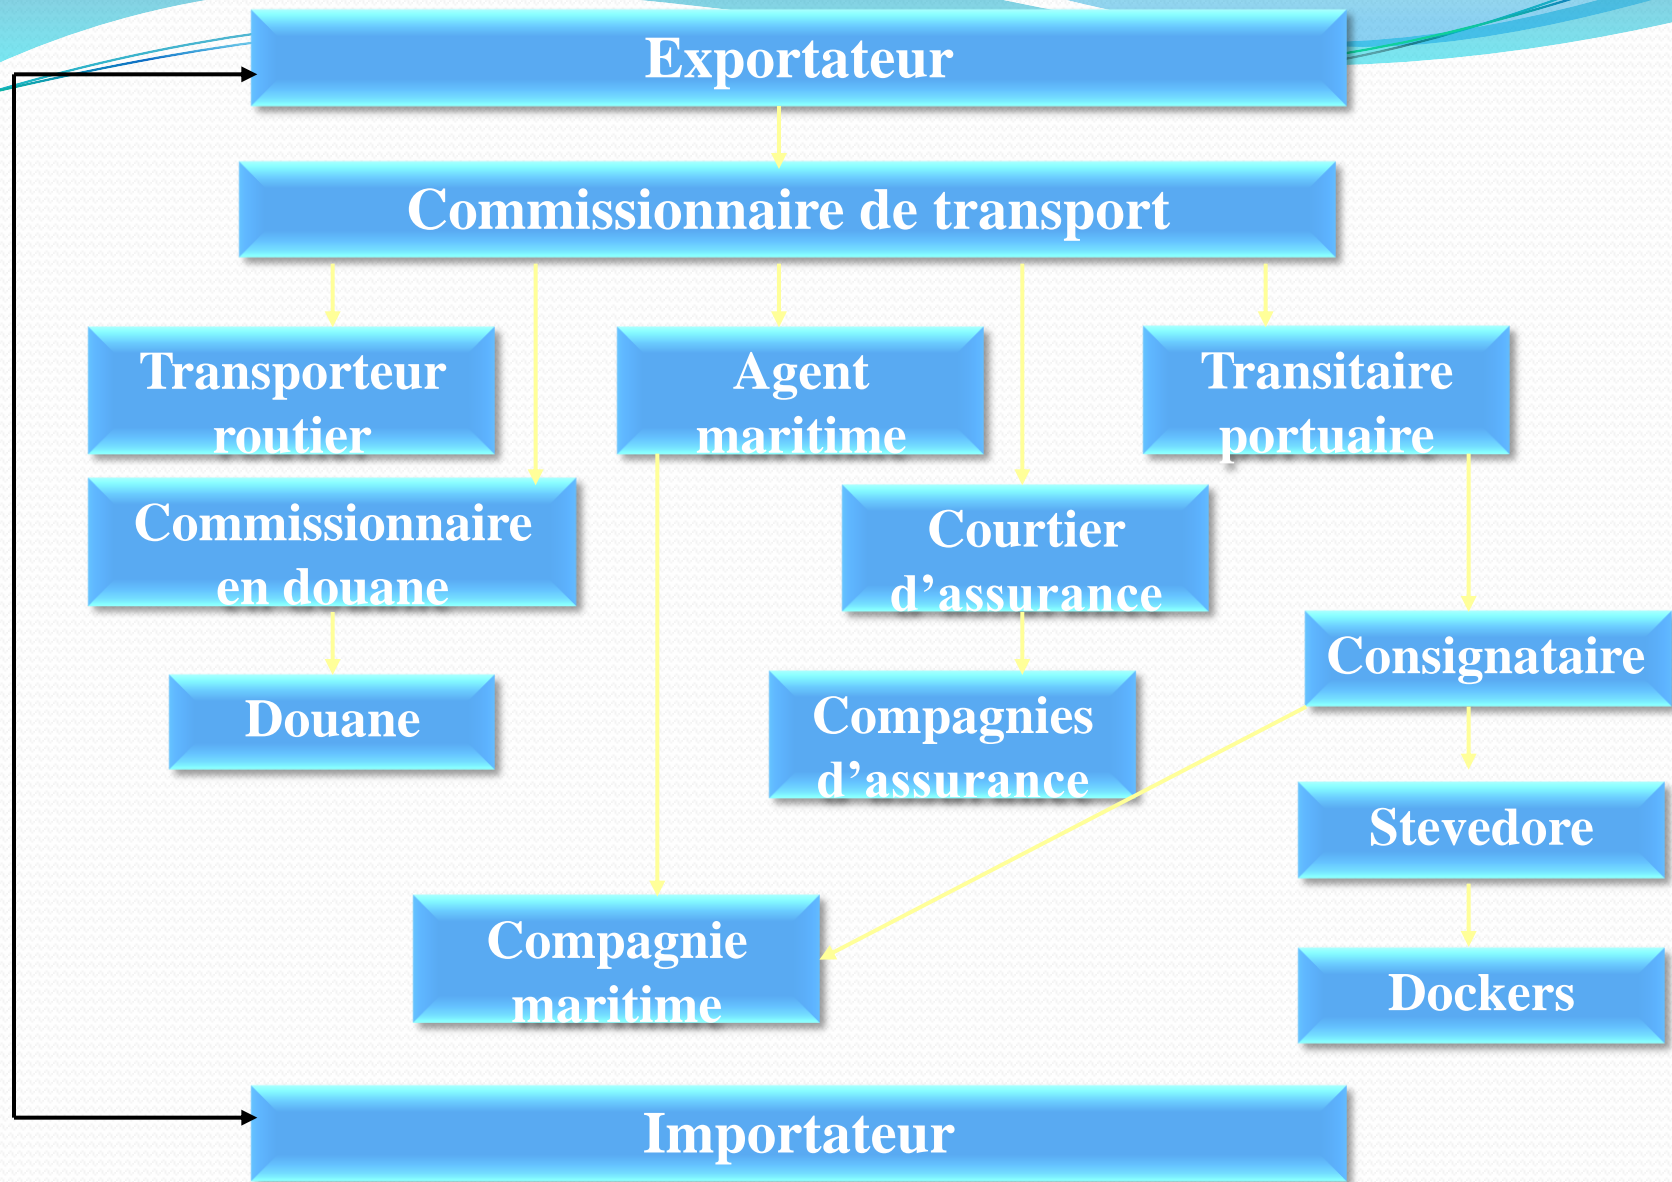 Exportateur
Commissionnaire de transport
Transporteur
routier
Agent
maritime
Transitaire
portuaire
Commissionnaire
en douane
Courtier
d’assurance
Consignataire
Douane
Compagnies
d’assurance
Stevedore
Compagnie
maritime
Dockers
Importateur